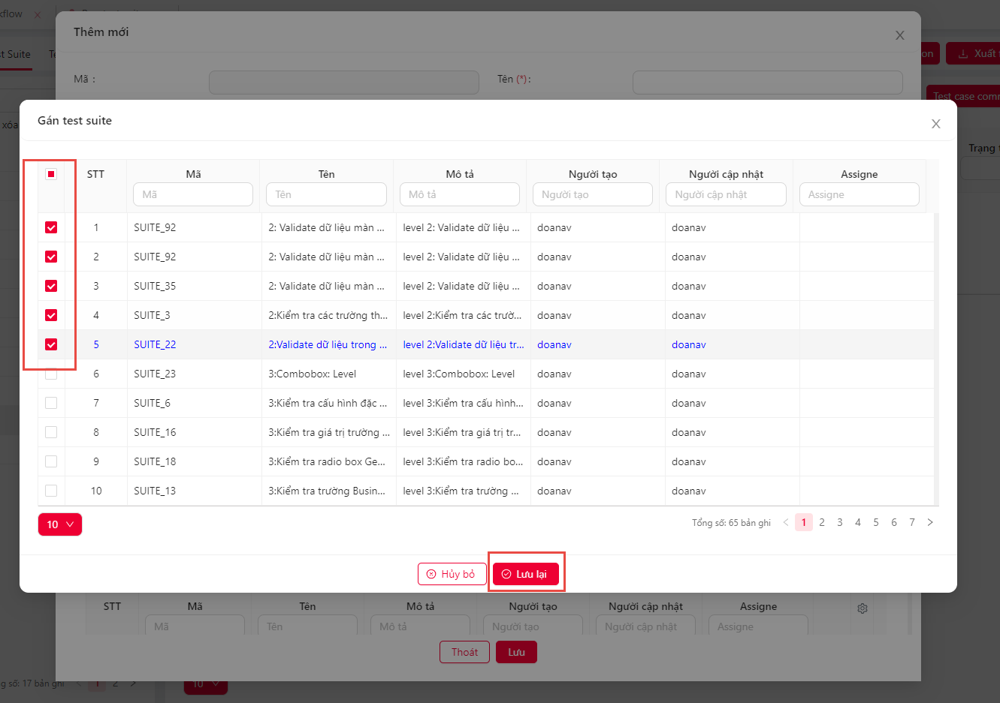 Thêm mới
t Suite
Xuất
Mã :
Tên (*) :
Test case com
Gán test suite
xóa
Trạng
STT Mã Tên Mô tả Người tạo Người cập nhật Assigne
Mã Tên Mô tả Người tạo Người cập nhật Assigne
1 SUITE_92 2: Validate dữ liệu màn ... level 2: Validate dữ liệu ... doanav doanav
2 SUITE_92 2: Validate dữ liệu màn ... level 2: Validate dữ liệu ... doanav doanav
3 SUITE_35 2: Validate dữ liệu màn ... level 2: Validate dữ liệu ... doanav doanav
4 SUITE_3 2:Kiểm tra các trường th... level 2:Kiểm tra các trườ... doanav doanav
5 SUITE_22 2:Validate dữ liệu trong ... level 2:Validate dữ liệu tr... doanav doanav
6 SUITE_23 3:Combobox: Level level 3:Combobox: Level doanav doanav
7 SUITE_6 3:Kiểm tra cấu hình đặc ... level 3:Kiểm tra cấu hình... doanav doanav
8 SUITE_16 3:Kiểm tra giá trị trường ... level 3:Kiểm tra giá trị tr... doanav doanav
9 SUITE_18 3:Kiểm tra radio box Ge... level 3:Kiểm tra radio bo... doanav doanav
10 SUITE_13 3:Kiểm tra trường Busin... level 3:Kiểm tra trường ... doanav doanav
10 Tổng số: 65 bản ghi < 1 2 3 4 5 6 7 >
Hủy bỏ Lưu lại
STT Mã Tên Mô tả Người tạo Người cập nhật Assigne
Mã Tên Mô tả Người tạo Người cập nhật Assigne
Thoát Lưu
g số: 17 bản ghi < 1 2 > 10